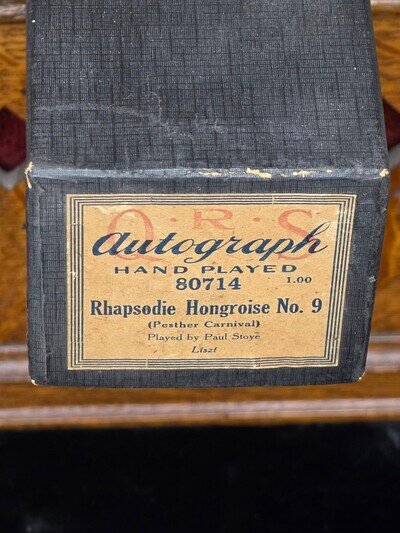 Q·R·S
Autograph
HAND PLAYED
80714 1.00
Rhapsodie Hongroise No. 9
(Pesther Carnival)
Played by Paul Stoye
Liszt